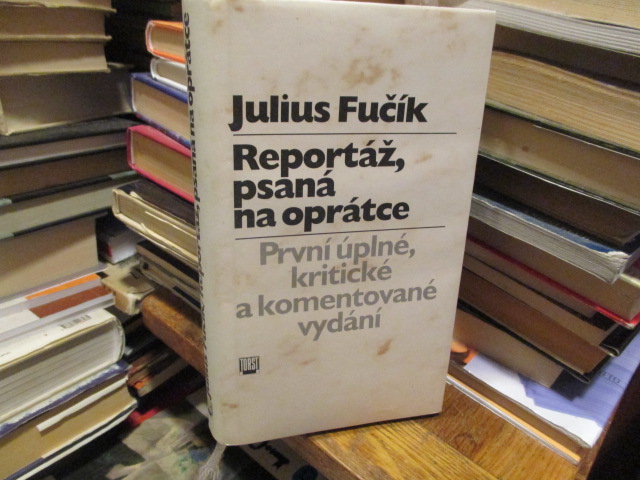 Julius Fučík
Reportáž,
psaná
na oprátce
První úplné,
kritické
a komentované
vydání
TORST